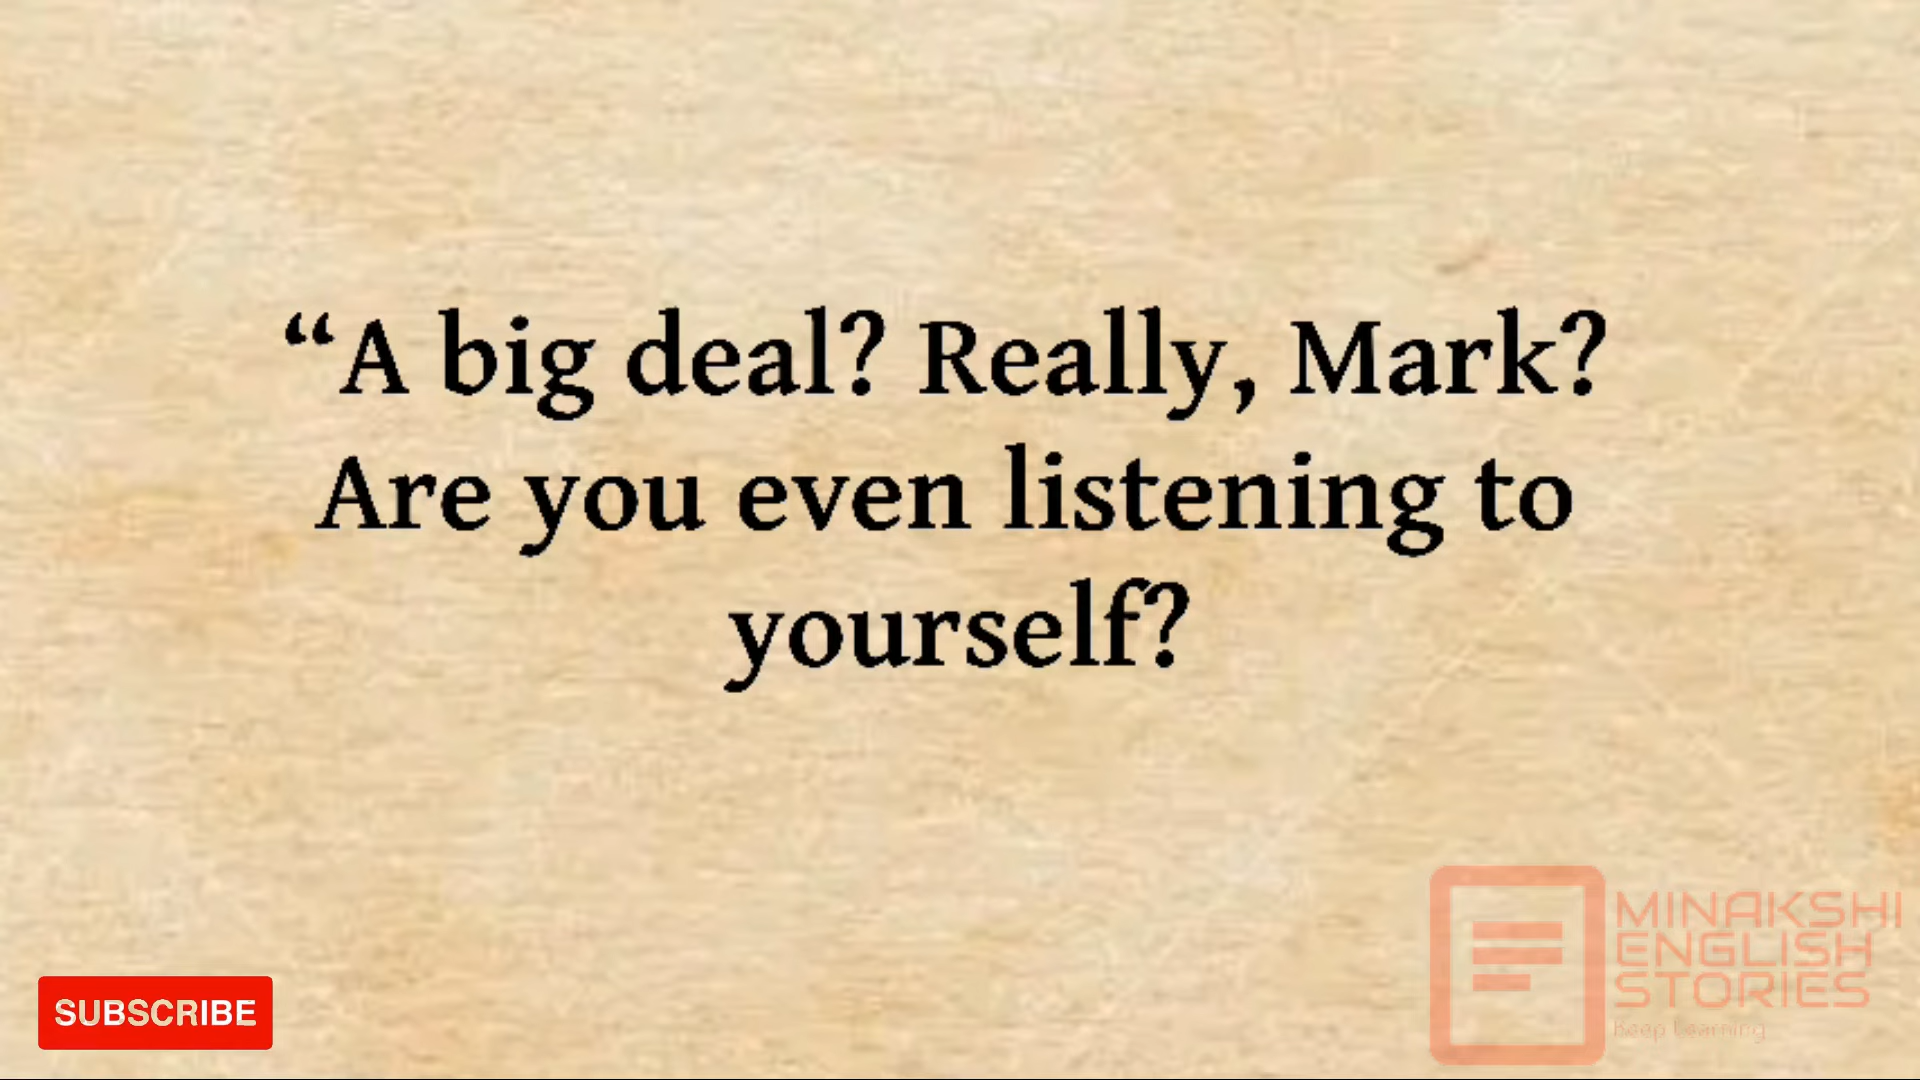 “A big deal? Really, Mark?
Are you even listening to
yourself?
MINAKSHI
ENGLISH
STORIES
Keep Learning
SUBSCRIBE